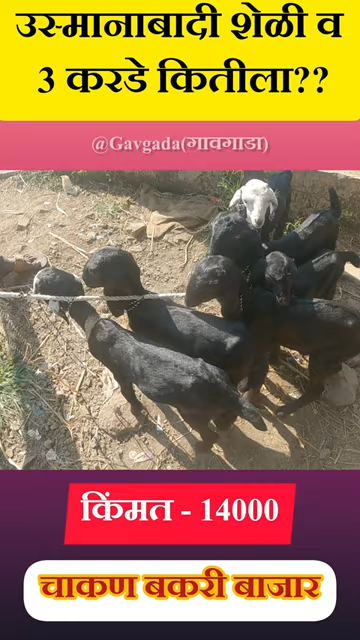 उस्मानाबादी शेळी व
3 करडे कितीला??
@Gavgada(गावगाडा)
किंमत - 14000
चाकण बकरी बाजार